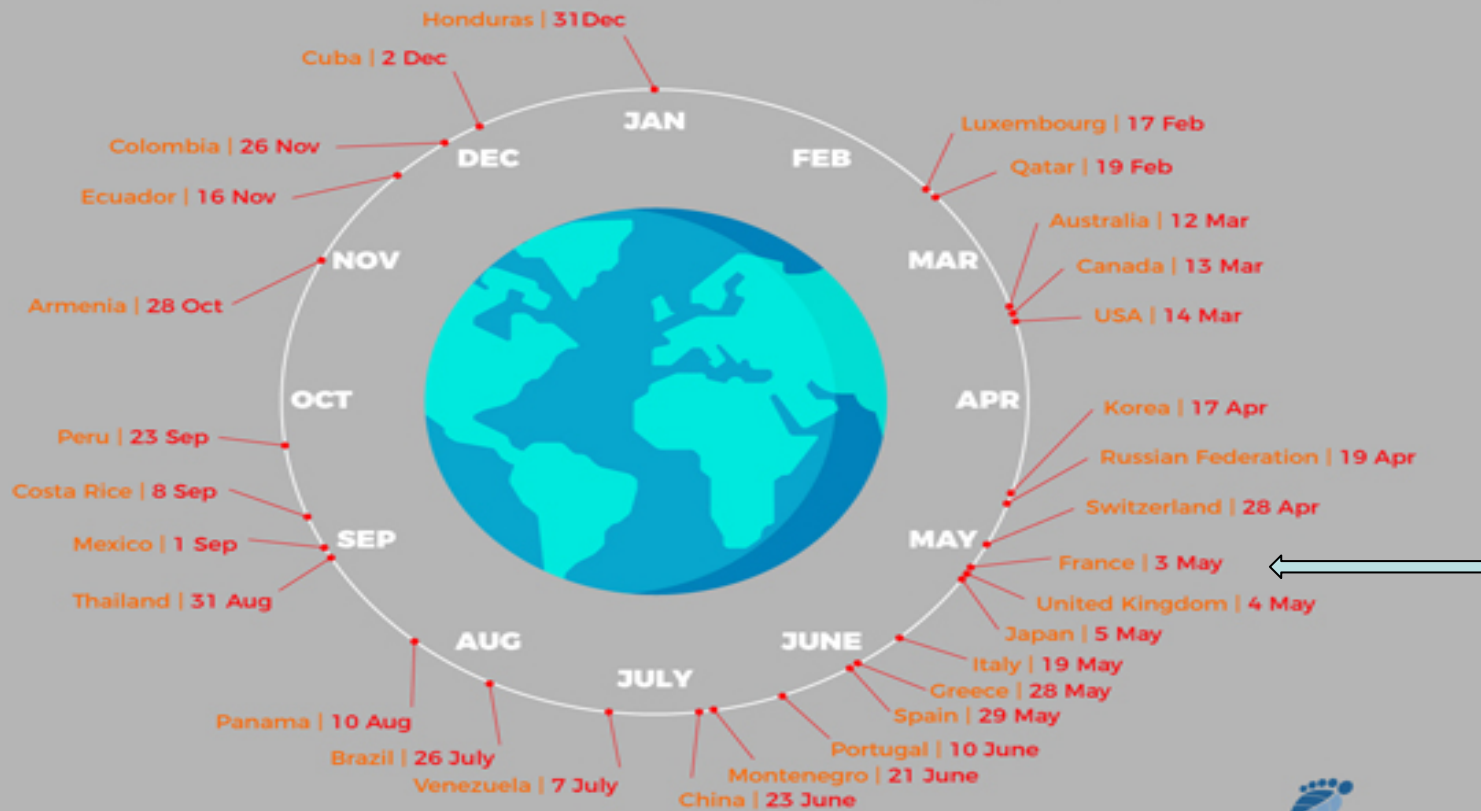 Honduras | 31Dec
Cuba | 2 Dec
Colombia | 26 Nov
Ecuador | 16 Nov
Armenia | 28 Oct
Peru | 23 Sep
Costa Rice | 8 Sep
Mexico | 1 Sep
Thailand | 31 Aug
Panama | 10 Aug
Brazil | 26 July
Venezuela | 7 July
China | 23 June
Montenegro | 21 June
Portugal | 10 June
Spain | 29 May
Greece | 28 May
Italy | 19 May
Japan | 5 May
United Kingdom | 4 May
France | 3 May
Switzerland | 28 Apr
Russian Federation | 19 Apr
Korea | 17 Apr
USA | 14 Mar
Canada | 13 Mar
Australia | 12 Mar
Qatar | 19 Feb
Luxembourg | 17 Feb
JAN
FEB
MAR
APR
MAY
JUNE
JULY
AUG
SEP
OCT
NOV
DEC